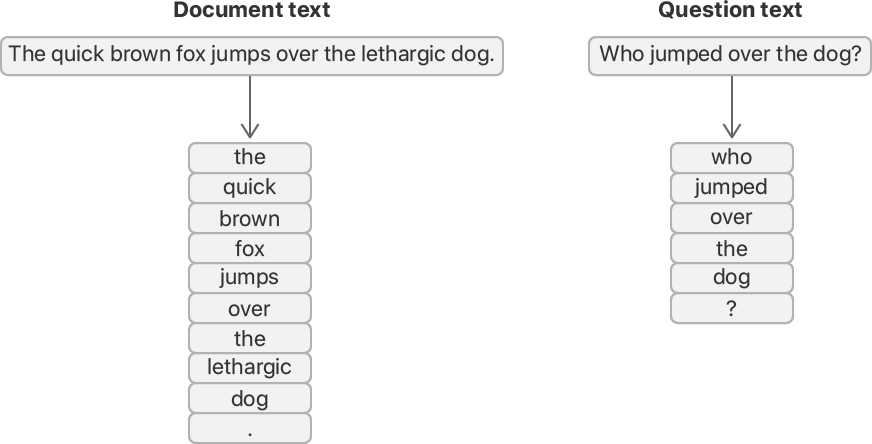 Document text
The quick brown fox jumps over the lethargic dog.
the
quick
brown
fox
jumps
over
the
lethargic
dog
.
Question text
Who jumped over the dog?
who
jumped
over
the
dog
?